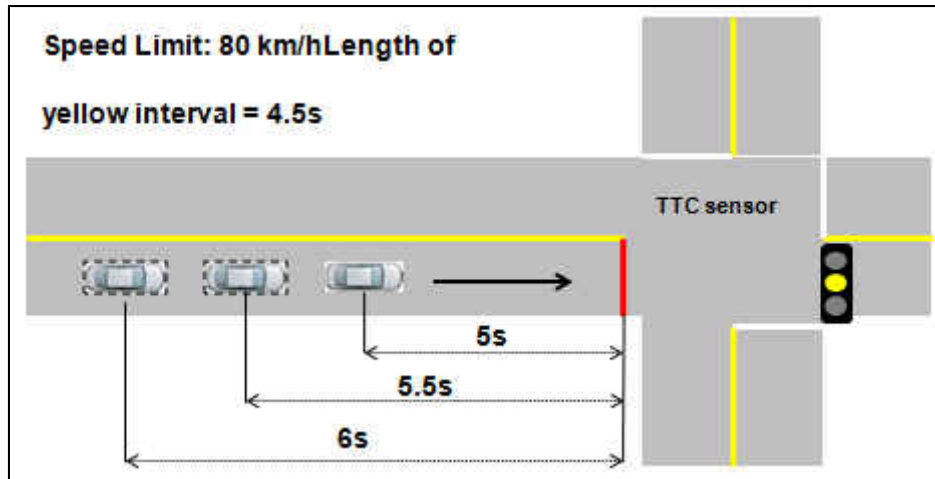 Speed Limit: 80 km/hLength of
yellow interval = 4.5s
TTC sensor
5s
5.5s
6s